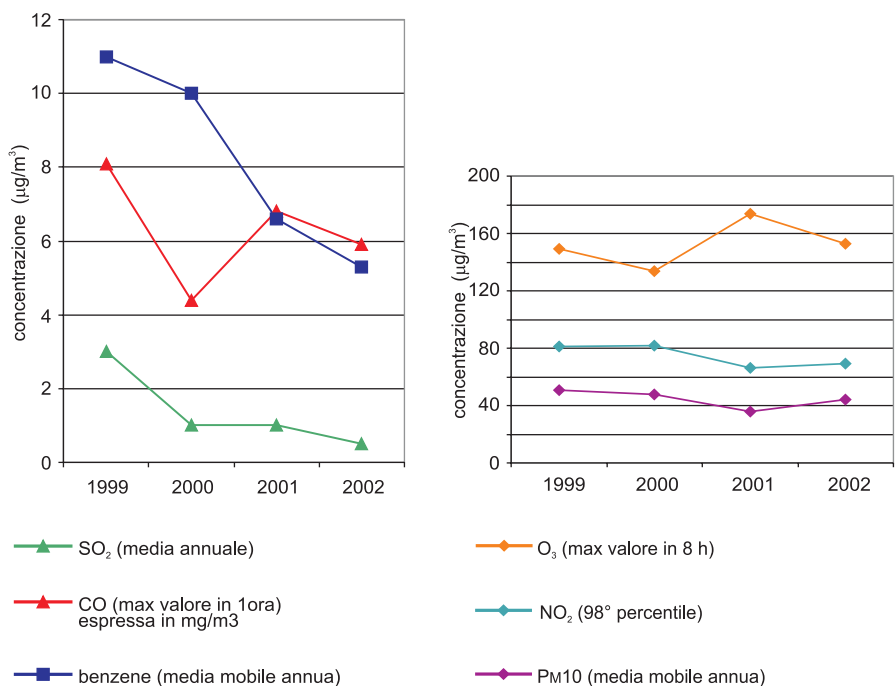 12
10
8
6
4
2
0
concentrazione (µg/m³)
1999 2000 2001 2002
200
160
120
80
40
0
concentrazione (µg/m³)
1999 2000 2001 2002
SO₂ (media annuale)
CO (max valore in 1ora)
espressa in mg/m3
benzene (media mobile annua)
O₃ (max valore in 8 h)
NO₂ (98° percentile)
PM10 (media mobile annua)